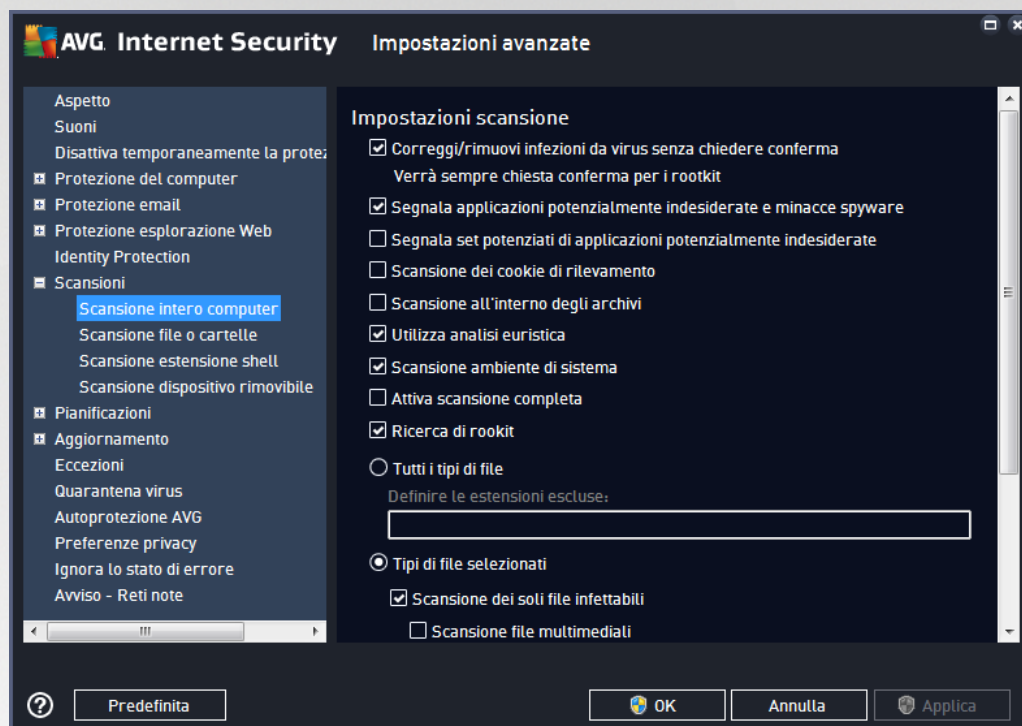 AVG. Internet Security Impostazioni avanzate
Aspetto
Suoni
Disattiva temporaneamente la protez
Protezione del computer
Protezione email
Protezione esplorazione Web
Identity Protection
Scansioni
Scansione intero computer
Scansione file o cartelle
Scansione estensione shell
Scansione dispositivo rimovibile
Pianificazioni
Aggiornamento
Eccezioni
Quarantena virus
Autoprotezione AVG
Preferenze privacy
Ignora lo stato di errore
Avviso - Reti note
Impostazioni scansione
Correggi/rimuovi infezioni da virus senza chiedere conferma
Verrà sempre chiesta conferma per i rootkit
Segnala applicazioni potenzialmente indesiderate e minacce spyware
Segnala set potenziati di applicazioni potenzialmente indesiderate
Scansione dei cookie di rilevamento
Scansione all'interno degli archivi
Utilizza analisi euristica
Scansione ambiente di sistema
Attiva scansione completa
Ricerca di rookit
Tutti i tipi di file
Definire le estensioni escluse:
Tipi di file selezionati
Scansione dei soli file infettabili
Scansione file multimediali
? Predefinita OK Annulla Applica